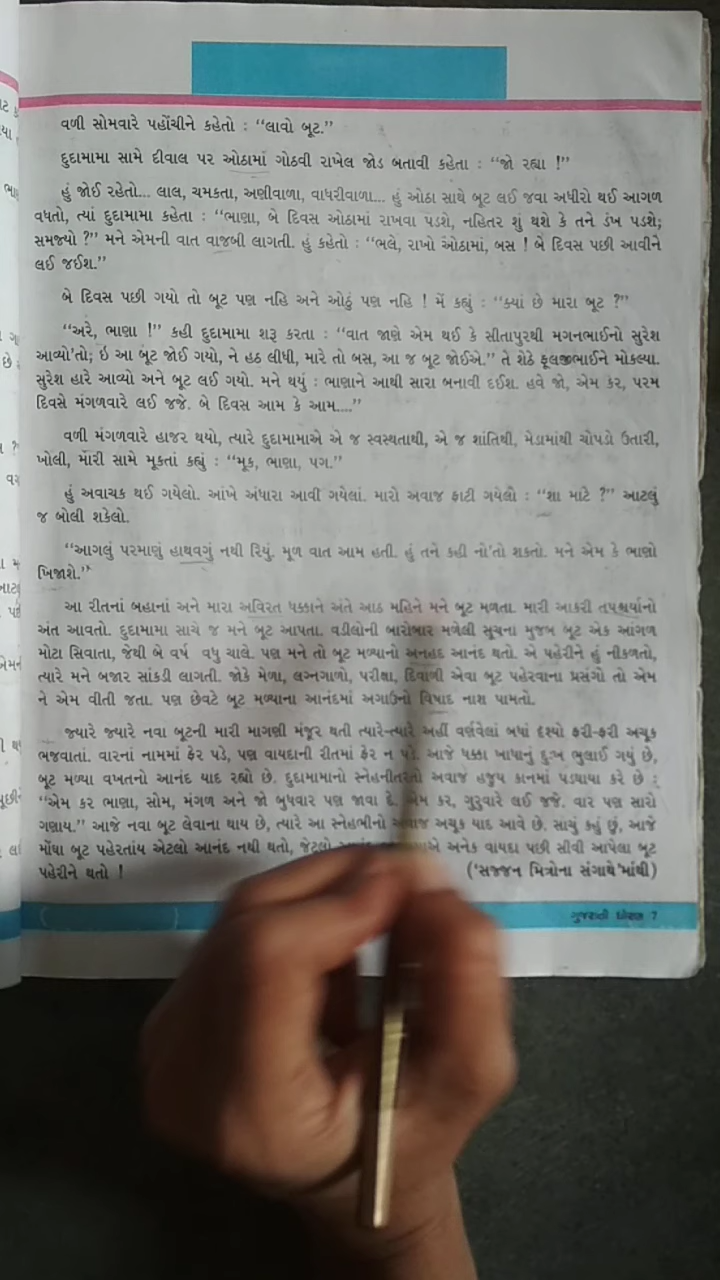 વળી સોમવારે પહોંચીને કહેતો : “લાવો બૂટ.”
દુદામામા સામે દીવાલ પર ઓઠામાં ગોઠવી રાખેલ જોડ બતાવી કહેતા : “જો રહ્યા !”
હું જોઈ રહેતો... લાલ, ચમકતા, અણીવાળા, વાધરીવાળા... હું ઓઠા સાથે બૂટ લઈ જવા અધીરો થઈ આગળ
વધતો, ત્યાં દુદામામા કહેતા : “ભાણા, બે દિવસ ઓઠામાં રાખવા પડશે, નહિતર શું થશે કે તને ડંખ પડશે;
સમજ્યો ?” મને એમની વાત વાજબી લાગતી. હું કહેતો : “ભલે, રાખો ઓઠામાં, બસ ! બે દિવસ પછી આવીને
લઈ જઈશ.”
બે દિવસ પછી ગયો તો બૂટ પણ નહિ અને ઓઠું પણ નહિ ! મેં કહ્યું : “ક્યાં છે મારા બૂટ ?”
“અરે, ભાણા !” કહી દુદામામા શરૂ કરતા : “વાત જાણે એમ થઈ કે સીતાપુરથી મગનભાઈનો સુરેશ
આવ્યો'તો; ઇ આ બૂટ જોઈ ગયો, ને હઠ લીધી, મારે તો બસ, આ જ બૂટ જોઈએ.” તે શેઠે ફૂલજીભાઈને મોકલ્યા.
સુરેશ હારે આવ્યો અને બૂટ લઈ ગયો. મને થયું : ભાણાને આથી સારા બનાવી દઈશ. હવે જો, એમ કર, પરમ
દિવસે મંગળવારે લઈ જજે. બે દિવસ આમ કે આમ....”
વળી મંગળવારે હાજર થયો, ત્યારે દુદામામાએ એ જ સ્વસ્થતાથી, એ જ શાંતિથી, મેડામાંથી ચોપડો ઉતારી,
ખોલી, મારી સામે મૂકતાં કહ્યું : “મૂક, ભાણા, પગ.”
હું અવાચક થઈ ગયેલો. આંખે અંધારા આવી ગયેલાં. મારો અવાજ ફાટી ગયેલો : “શા માટે ?” આટલું
જ બોલી શકેલો.
“આગલું પરમાણું હાથવગું નથી રિયું. મૂળ વાત આમ હતી. હું તને કહી નો'તો શકતો. મને એમ કે ભાણો
ખિજાશે.”
આ રીતનાં બહાનાં અને મારા અવિરત ધક્કાને અંતે આઠ મહિને મને બૂટ મળતા. મારી આકરી તપશ્ચર્યાનો
અંત આવતો. દુદામામા સાચે જ મને બૂટ આપતા. વડીલોની બારોબાર મળેલી સૂચના મુજબ બૂટ એક આગળ
મોટા સિવાતા, જેથી બે વર્ષ વધુ ચાલે. પણ મને તો બૂટ મળ્યાનો અનહદ આનંદ થતો. એ પહેરીને હું નીકળતો,
ત્યારે મને બજાર સાંકડી લાગતી. જોકે મેળા, લગ્નગાળો, પરીક્ષા, દિવાળી એવા બૂટ પહેરવાના પ્રસંગો તો એમ
ને એમ વીતી જતા. પણ છેવટે બૂટ મળ્યાના આનંદમાં અગાઉનો વિષાદ નાશ પામતો.
જ્યારે જ્યારે નવા બૂટની મારી માગણી મંજૂર થતી ત્યારે-ત્યારે અહીં વર્ણવેલાં બધાં દૃશ્યો ફરી-ફરી અચૂક
ભજવાતાં. વારનાં નામમાં ફેર પડે, પણ વાયદાની રીતમાં ફેર ન પડે. આજે ધક્કા ખાધાનું દુઃખ ભુલાઈ ગયું છે,
બૂટ મળ્યા વખતનો આનંદ યાદ રહ્યો છે. દુદામામાનો સ્નેહનીતરતો અવાજ હજુય કાનમાં પડઘાયા કરે છે :
“એમ કર ભાણા, સોમ, મંગળ અને જો બુધવાર પણ જાવા દે. એમ કર, ગુરુવારે લઈ જજે. વાર પણ સારો
ગણાય.” આજે નવા બૂટ લેવાના થાય છે, ત્યારે આ સ્નેહભીનો અવાજ અચૂક યાદ આવે છે. સાચું કહું છું, આજે
મોંઘા બૂટ પહેરતાંય એટલો આનંદ નથી થતો, જેટલો અનેક વાયદા પછી સીવી આપેલા બૂટ
પહેરીને થતો !
(‘સજ્જન મિત્રોના સંગાથે'માંથી)
ગુજરાતી ધોરણ 7